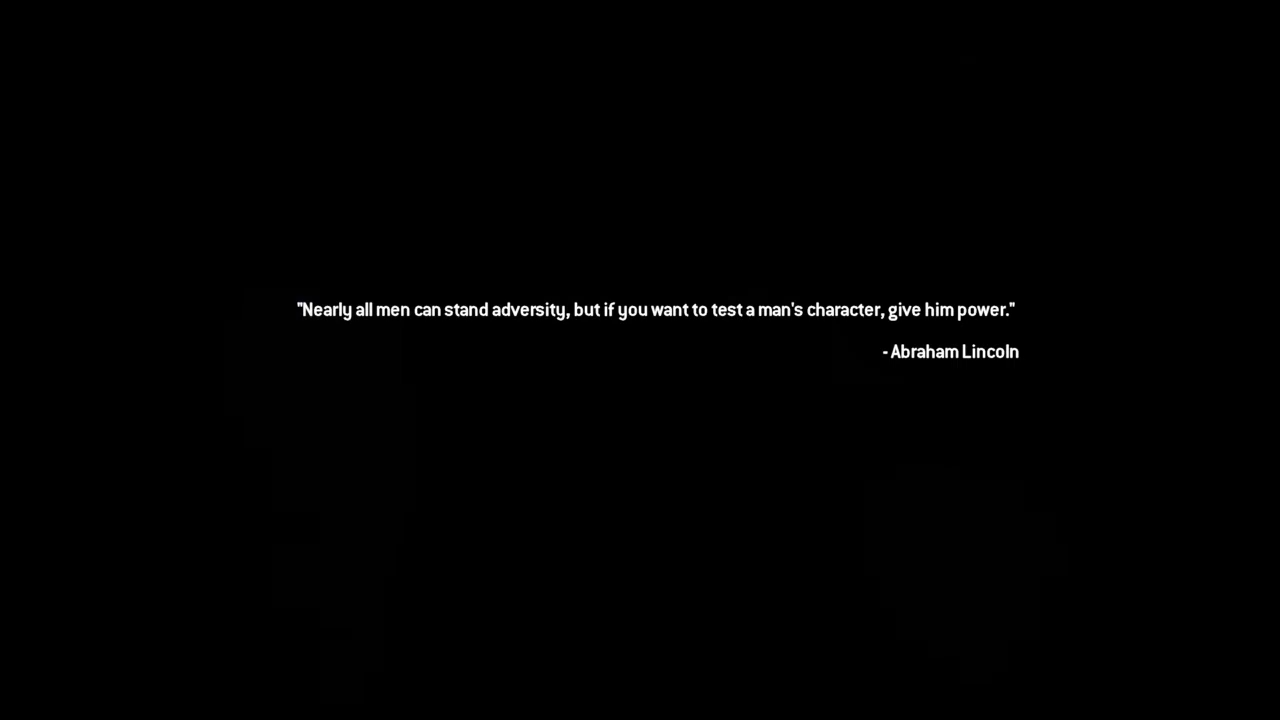 "Nearly all men can stand adversity, but if you want to test a man's character, give him power."
- Abraham Lincoln